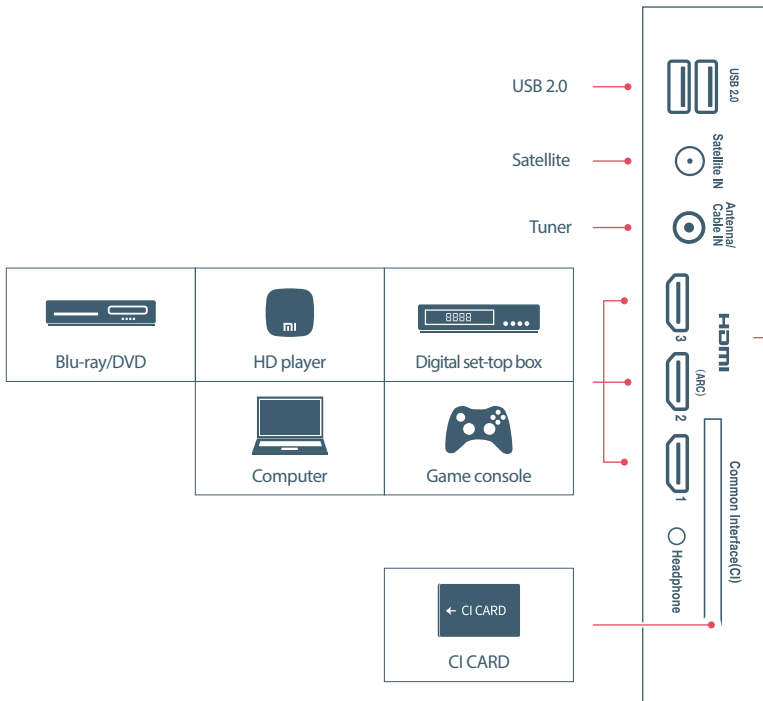 USB 2.0
USB 2.0
Satellite
Satellite IN
Tuner
Antenna/
Cable IN
mi
8888
Blu-ray/DVD
HD player
Digital set-top box
Computer
Game console
HDMI
3
(ARC)
2
1
Common Interface(CI)
Headphone
← CI CARD
CI CARD